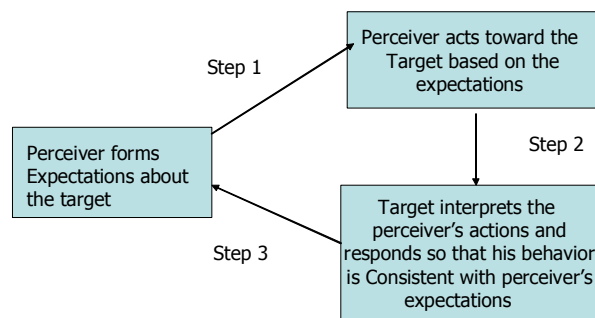 Perceiver acts toward the
Target based on the
expectations
Step 1
Perceiver forms
Expectations about
the target
Step 2
Target interprets the
perceiver's actions and
responds so that his behavior
is Consistent with perceiver's
expectations
Step 3